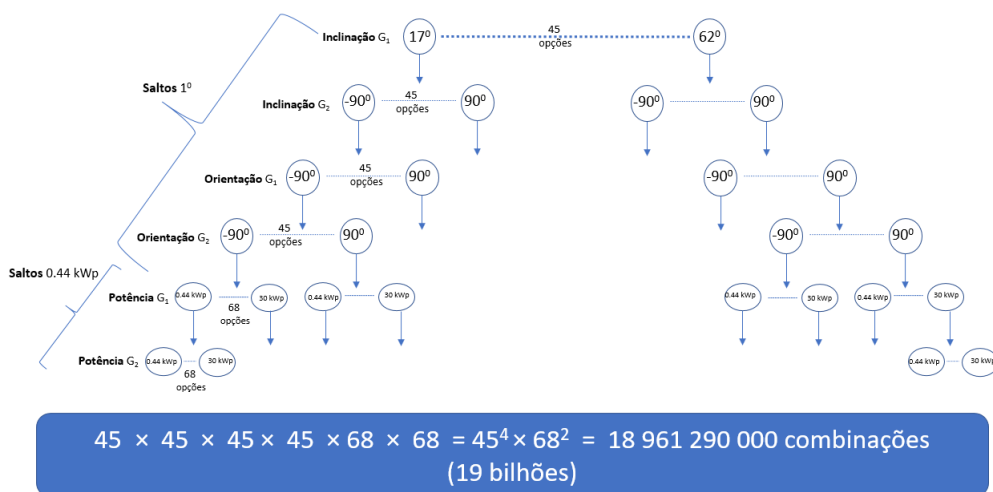 Inclinação G₁ 17⁰ 45 opções 62⁰
Saltos 1⁰
Inclinação G₂ -90⁰ 45 opções 90⁰ -90⁰ 90⁰
Orientação G₁ -90⁰ 45 opções 90⁰ -90⁰ 90⁰
Orientação G₂ -90⁰ 45 opções 90⁰ -90⁰ 90⁰
Saltos 0.44 kWp
Potência G₁ 0.44 kWp 68 opções 30 kWp 0.44 kWp 30 kWp 0.44 kWp 30 kWp 0.44 kWp 30 kWp
Potência G₂ 0.44 kWp 68 opções 30 kWp 0.44 kWp 30 kWp
45 × 45 × 45 × 45 × 68 × 68 = 45⁴ × 68² = 18 961 290 000 combinações
(19 bilhões)